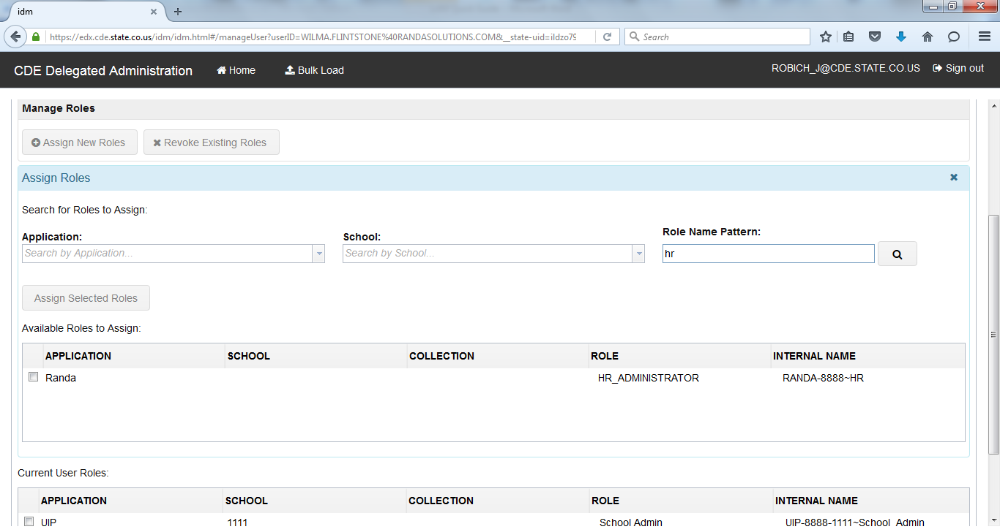 idm
https://edx.cde.state.co.us/idm/idm.html#/manageUser?userID=WILMA.FLINTSTONE%40RANDASOLUTIONS.COM&__state-uid=ildzo79
Search
CDE Delegated Administration Home Bulk Load ROBICH_J@CDE.STATE.CO.US Sign out
Manage Roles
Assign New Roles Revoke Existing Roles
Assign Roles
Search for Roles to Assign:
Application: School: Role Name Pattern:
Search by Application... Search by School... hr
Assign Selected Roles
Available Roles to Assign:
APPLICATION SCHOOL COLLECTION ROLE INTERNAL NAME
Randa HR_ADMINISTRATOR RANDA-8888~HR
Current User Roles:
APPLICATION SCHOOL COLLECTION ROLE INTERNAL NAME
UIP 1111 School Admin UIP-8888-1111~School_Admin